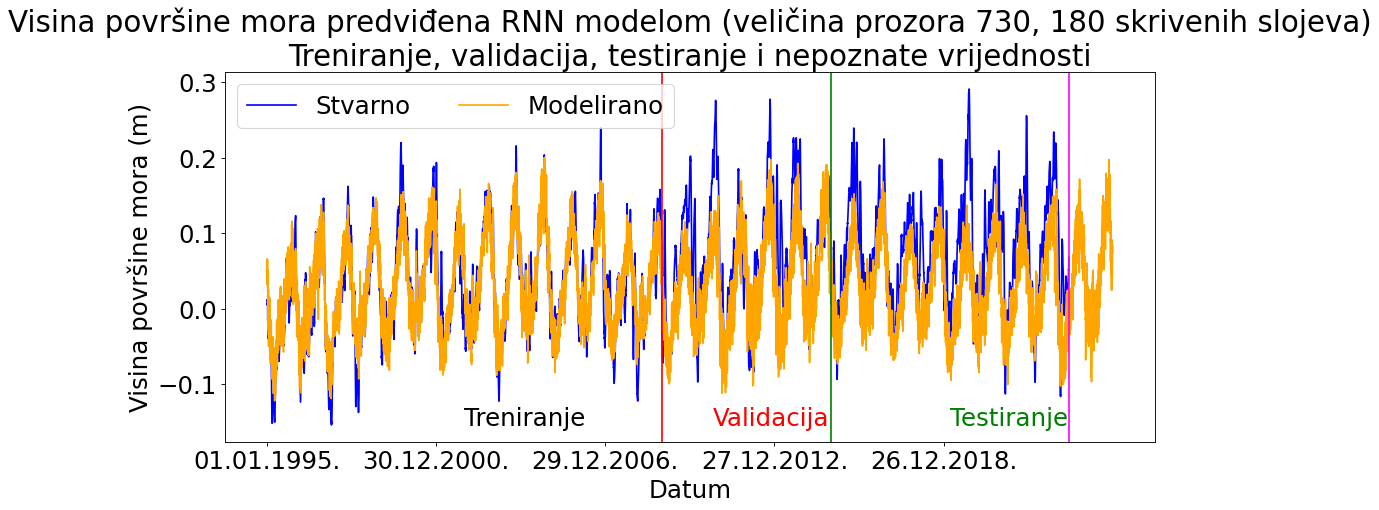 Visina površine mora predviđena RNN modelom (veličina prozora 730, 180 skrivenih slojeva)
Treniranje, validacija, testiranje i nepoznate vrijednosti
Stvarno
Modelirano
Visina površine mora (m)
0.3
0.2
0.1
0.0
−0.1
Treniranje
Validacija
Testiranje
01.01.1995.
30.12.2000.
29.12.2006.
27.12.2012.
26.12.2018.
Datum